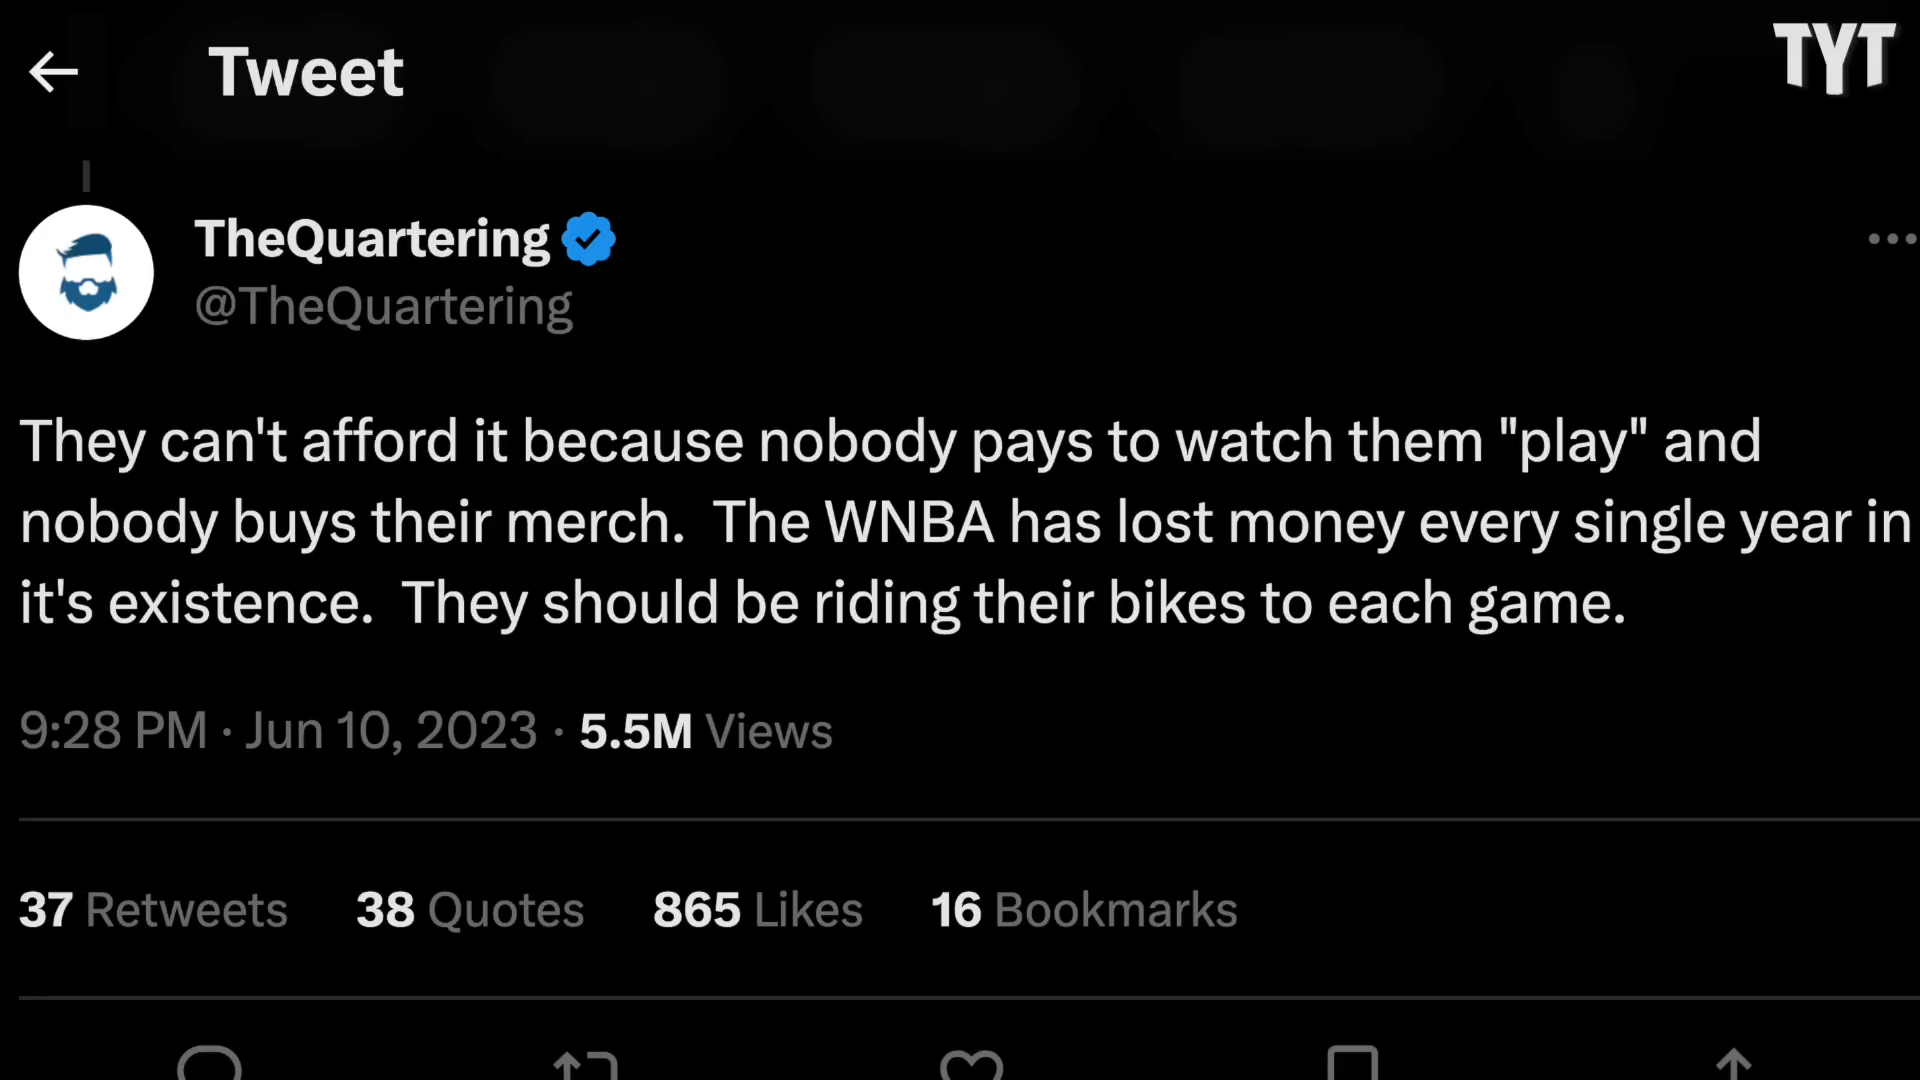 Tweet
TYT
TheQuartering
@TheQuartering
They can't afford it because nobody pays to watch them "play" and
nobody buys their merch.  The WNBA has lost money every single year in
it's existence.  They should be riding their bikes to each game.
9:28 PM · Jun 10, 2023 · 5.5M Views
37 Retweets 38 Quotes 865 Likes 16 Bookmarks